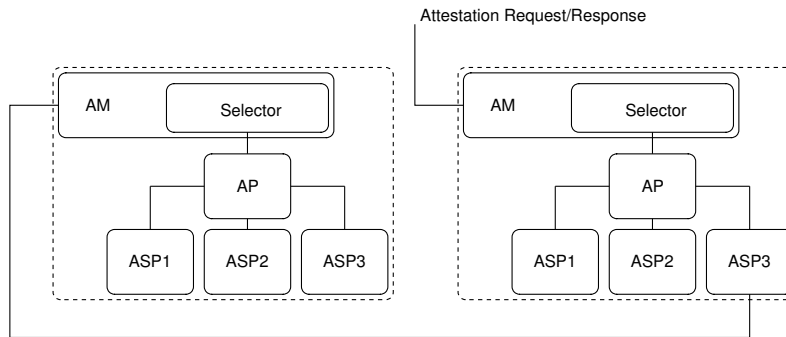 Attestation Request/Response
AM
Selector
AP
ASP1
ASP2
ASP3
AM
Selector
AP
ASP1
ASP2
ASP3